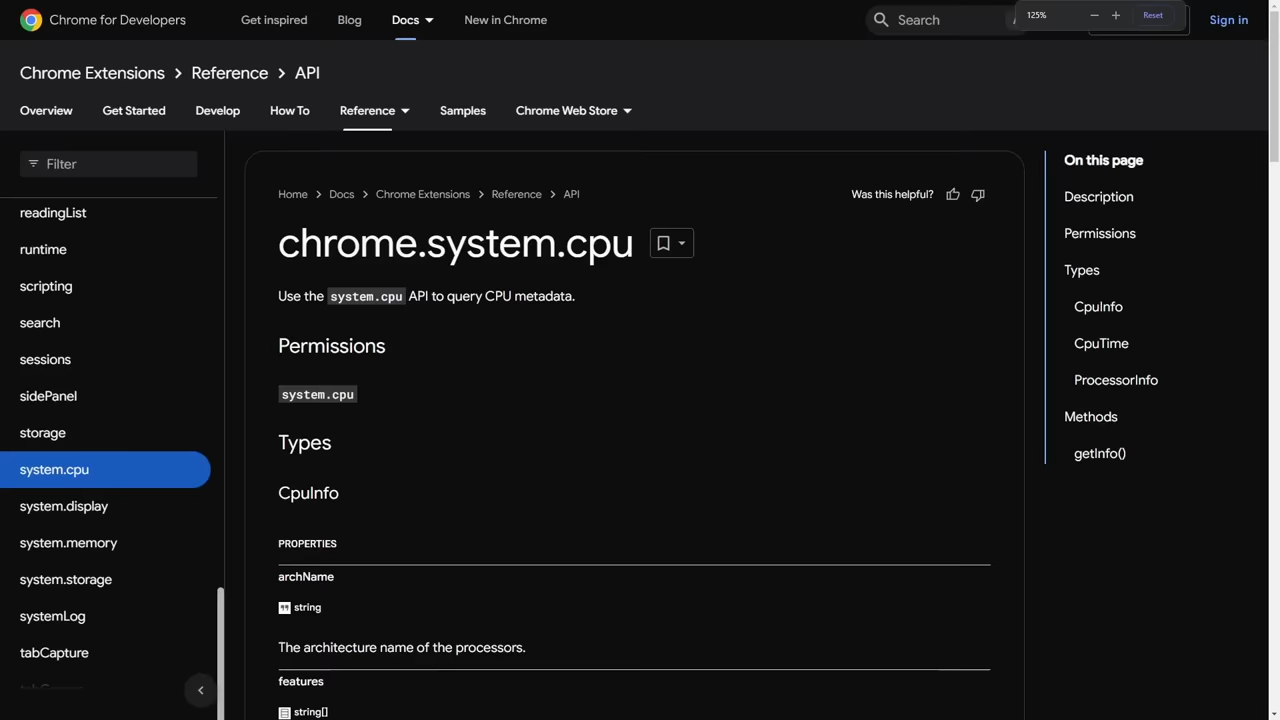 Chrome for Developers
Get inspired
Blog
Docs
New in Chrome
Search
125%
Reset
Sign in
Chrome Extensions
Reference
API
Overview
Get Started
Develop
How To
Reference
Samples
Chrome Web Store
Filter
readingList
runtime
scripting
search
sessions
sidePanel
storage
system.cpu
system.display
system.memory
system.storage
systemLog
tabCapture
Home
Docs
Chrome Extensions
Reference
API
Was this helpful?
chrome.system.cpu
Use the system.cpu API to query CPU metadata.
Permissions
system.cpu
Types
CpuInfo
PROPERTIES
archName
string
The architecture name of the processors.
features
string[]
On this page
Description
Permissions
Types
CpuInfo
CpuTime
ProcessorInfo
Methods
getInfo()